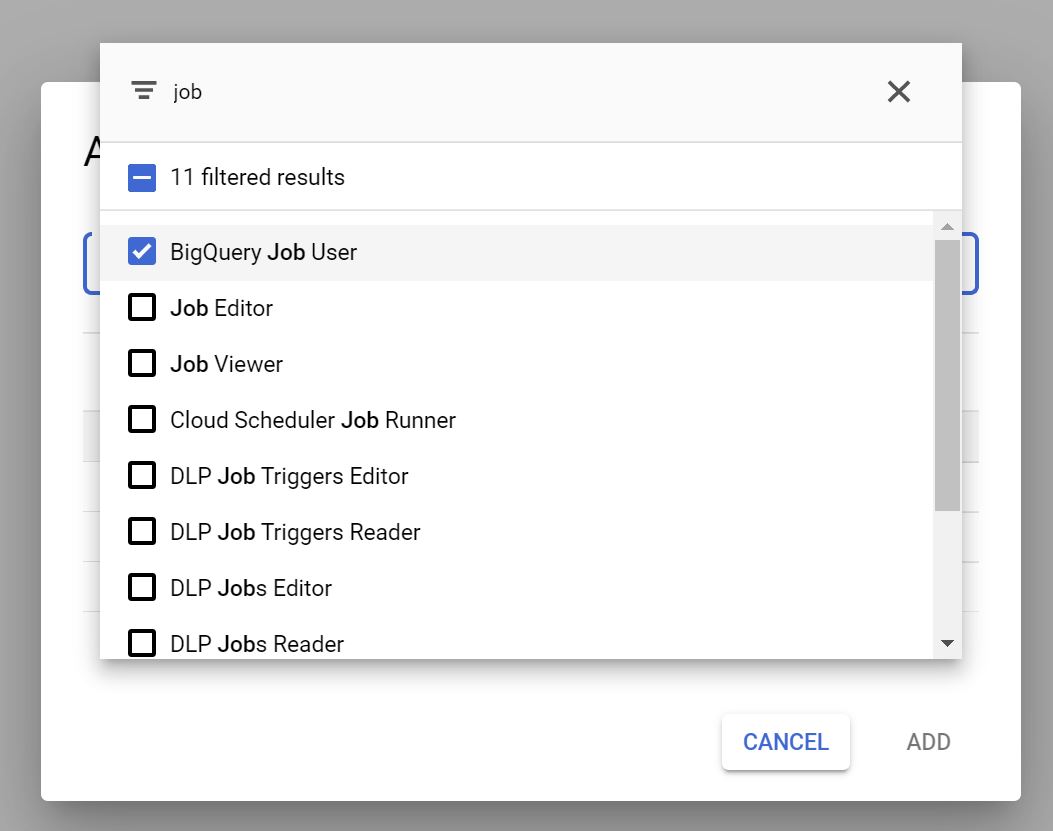 job
11 filtered results
BigQuery Job User
Job Editor
Job Viewer
Cloud Scheduler Job Runner
DLP Job Triggers Editor
DLP Job Triggers Reader
DLP Jobs Editor
DLP Jobs Reader
CANCEL
ADD